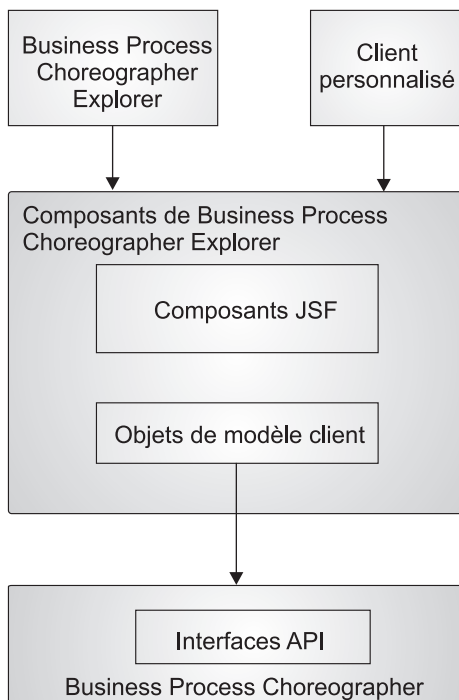 Business Process
Choreographer
Explorer
Client
personnalisé
Composants de Business Process
Choreographer Explorer
Composants JSF
Objets de modèle client
Interfaces API
Business Process Choreographer